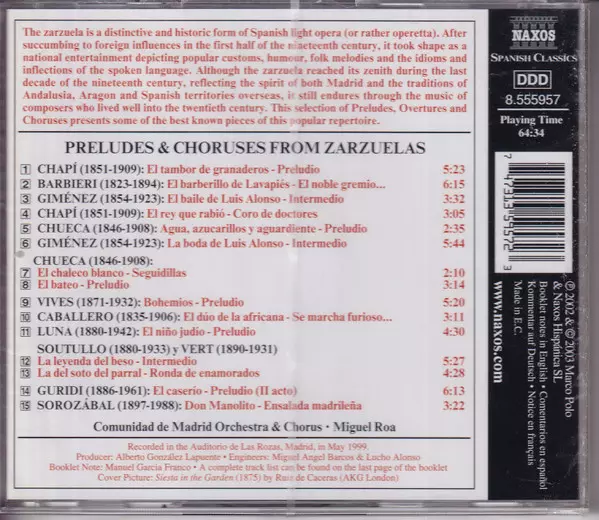 The zarzuela is a distinctive and historic form of Spanish light opera (or rather operetta). After
succumbing to foreign influences in the first half of the nineteenth century, it took shape as a
national entertainment depicting popular customs, humour, folk melodies and the idioms and
inflections of the spoken language. Although the zarzuela reached its zenith during the last
decade of the nineteenth century, reflecting the spirit of both Madrid and the traditions of
Andalusia, Aragon and Spanish territories overseas, it still endures through the music of
composers who lived well into the twentieth century. This selection of Preludes, Overtures and
Choruses presents some of the best known pieces of this popular repertoire.
PRELUDES & CHORUSES FROM ZARZUELAS
1 CHAPÍ (1851-1909): El tambor de granaderos - Preludio 5:23
2 BARBIERI (1823-1894): El barberillo de Lavapiés - El noble gremio... 6:15
3 GIMÉNEZ (1854-1923): El baile de Luis Alonso - Intermedio 3:32
4 CHAPÍ (1851-1909): El rey que rabió - Coro de doctores 3:05
5 CHUECA (1846-1908): Agua, azucarillos y aguardiente - Preludio 2:35
6 GIMÉNEZ (1854-1923): La boda de Luis Alonso - Intermedio 5:44
CHUECA (1846-1908):
7 El chaleco blanco - Seguidillas 2:10
8 El bateo - Preludio 3:14
9 VIVES (1871-1932): Bohemios - Preludio 5:20
10 CABALLERO (1835-1906): El dúo de la africana - Se marcha furioso... 3:11
11 LUNA (1880-1942): El niño judío - Preludio 4:30
SOUTULLO (1880-1933) y VERT (1890-1931)
12 La leyenda del beso - Intermedio 5:27
13 La del soto del parral - Ronda de enamorados 4:28
14 GURIDI (1886-1961): El caserío - Preludio (II acto) 6:13
15 SOROZÁBAL (1897-1988): Don Manolito - Ensalada madrileña 3:22
Comunidad de Madrid Orchestra & Chorus • Miguel Roa
Recorded in the Auditorio de Las Rozas, Madrid, in May 1999.
Producer: Alberto González Lapuente • Engineers: Miguel Angel Barcos & Lucho Alonso
Booklet Note: Manuel García Franco • A complete track list can be found on the last page of the booklet
Cover Picture: Siesta in the Garden (1875) by Ruiz de Caceras (AKG London)
NAXOS
SPANISH CLASSICS
DDD
8.555957
Playing Time
64:34
7 47313 59572 3
www.naxos.com
℗ 2002 & © 2003 Marco Polo
& Naxos Hispánica SL
Booklet notes in English • Comentarios en español
Kommentar auf Deutsch • Notice en français
Made in E.C.